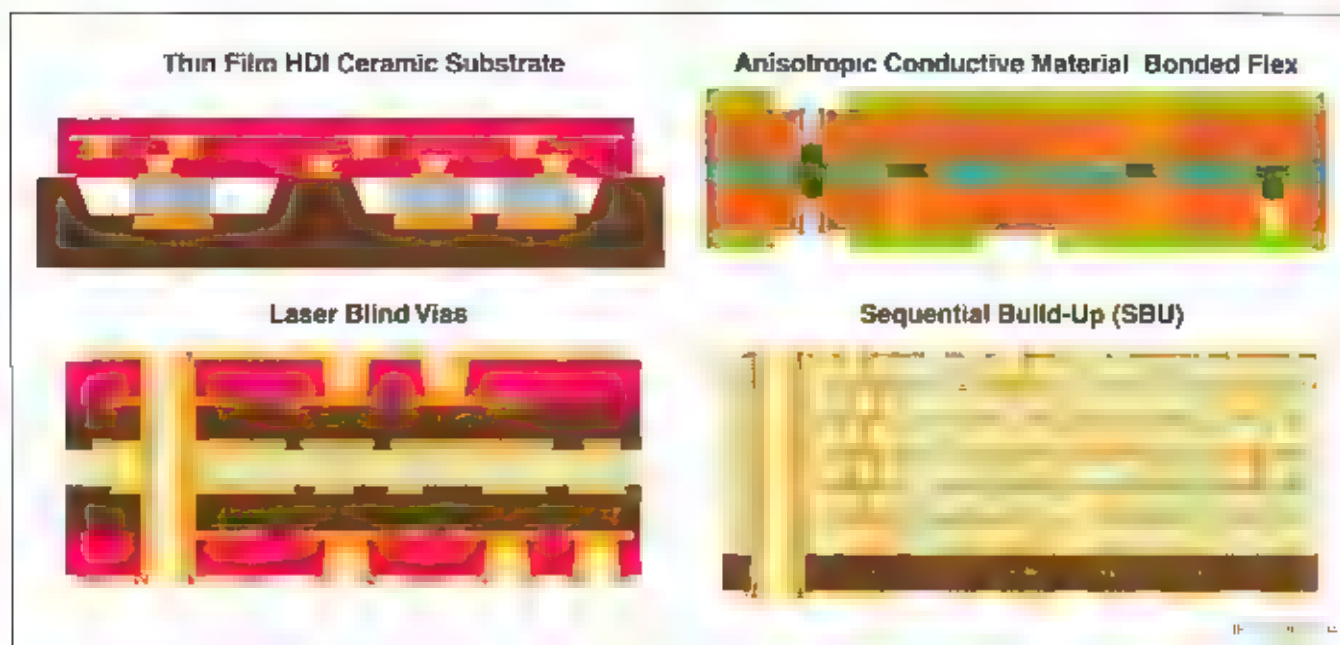 Thin Film HDI Ceramic Substrate
Anisotropic Conductive Material Bonded Flex
Laser Blind Vias
Sequential Build-Up (SBU)